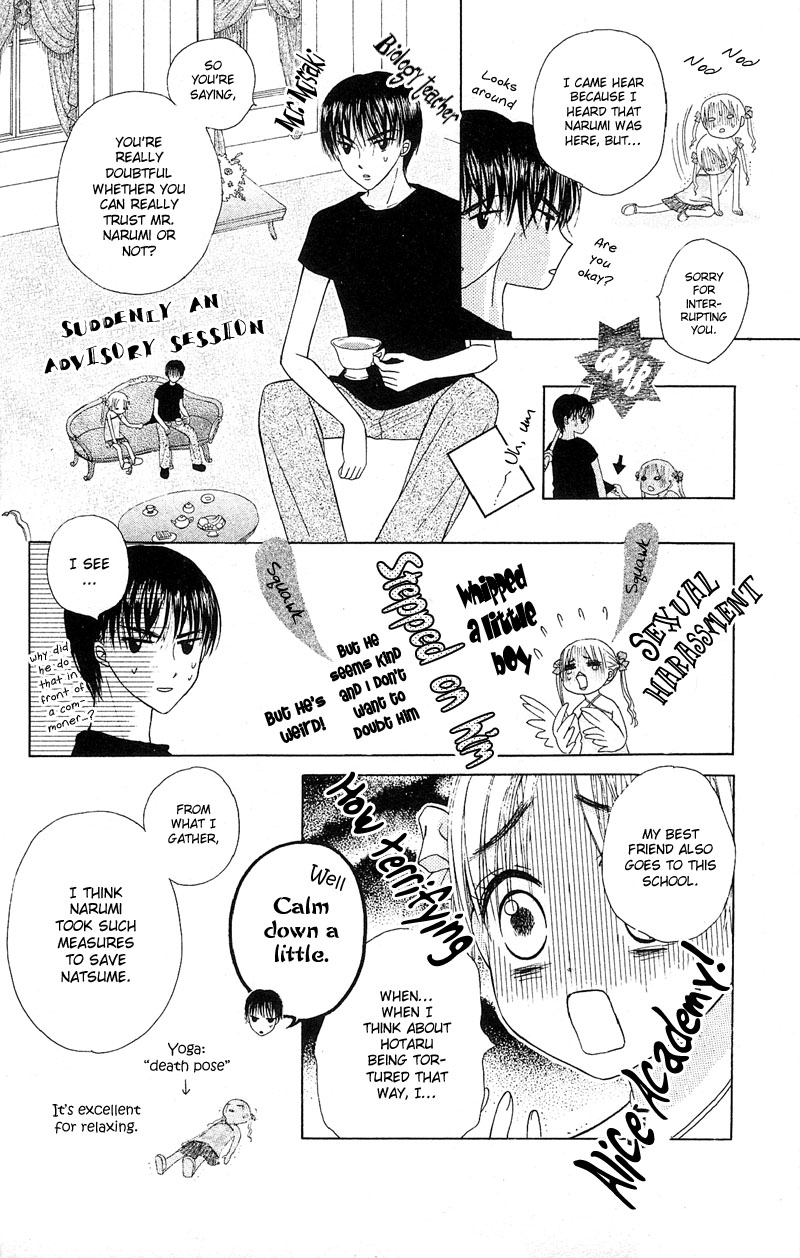 Nod
Nod
I CAME HEAR
BECAUSE I
HEARD THAT
NARUMI WAS
HERE, BUT...
Looks
around
Are
you
okay?
SORRY
FOR
INTER-
RUPTING
YOU.
GRAB
Uh, um
Biology teacher
Mr. Misaki
SO
YOU'RE
SAYING,
YOU'RE
REALLY
DOUBTFUL
WHETHER YOU
CAN REALLY
TRUST MR.
NARUMI OR
NOT?
SUDDENLY AN
ADVISORY SESSION
SEXUAL
HARASSMENT
Squawk
Whipped
a little
boy
Stepped on him
But he
seems kind
and I don't
want to
doubt him
But he's
weird!
Squawk
I SEE
...
why did
he do
that in
front of
a com-
moner...?
MY BEST
FRIEND ALSO
GOES TO THIS
SCHOOL.
How terrifying
Alice Academy!
WHEN...
WHEN I
THINK ABOUT
HOTARU
BEING TOR-
TURED THAT
WAY, I...
Well
Calm
down a
little.
FROM
WHAT I
GATHER,
I THINK
NARUMI
TOOK SUCH
MEASURES
TO SAVE
NATSUME.
Yoga:
"death pose"
It's excellent
for relaxing.